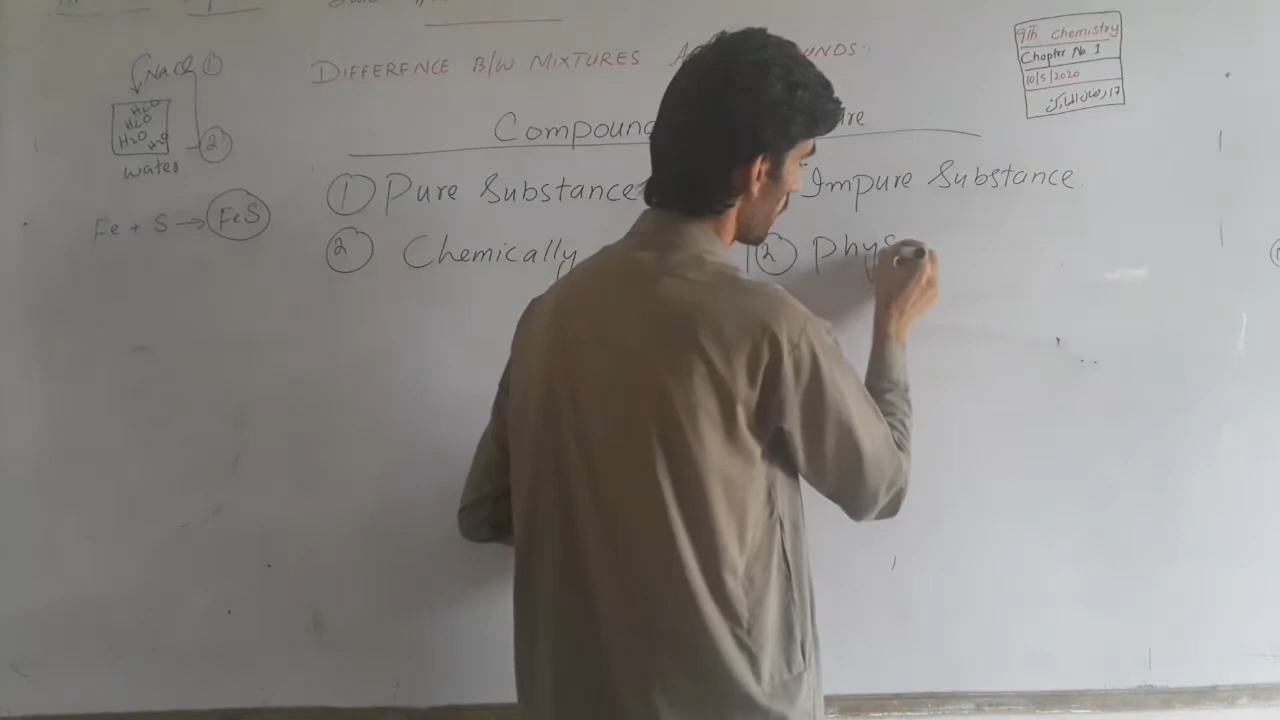 9th Chemistry
Chapter No 1
10/5/2020
17 رمضان المبارک
DIFFERENCE B/W MIXTURES
Compound
① Pure Substance
Impure Substance
② Chemically
② Phys
NaCl ①
H2O
H2O
H2O H2O
②
water
Fe + S → FeS